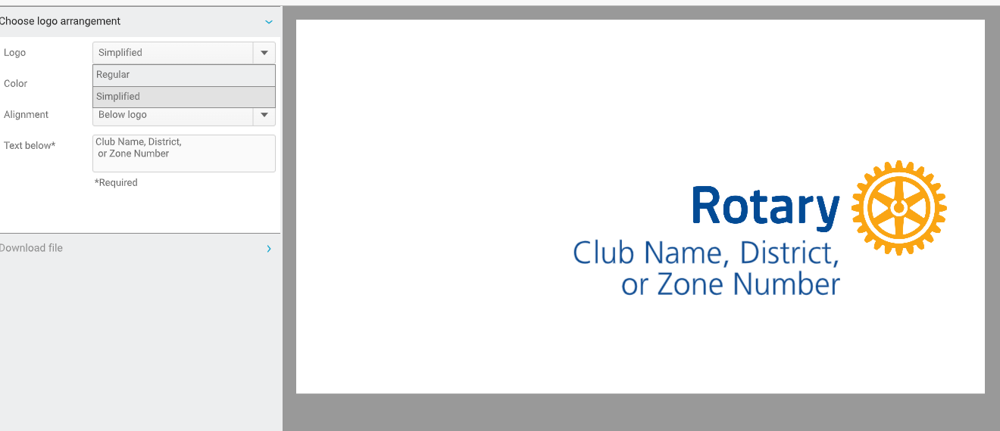 Choose logo arrangement
Logo
Simplified
Regular
Color
Simplified
Alignment
Below logo
Text below*
Club Name, District,
or Zone Number
*Required
Download file
Rotary
Club Name, District,
or Zone Number